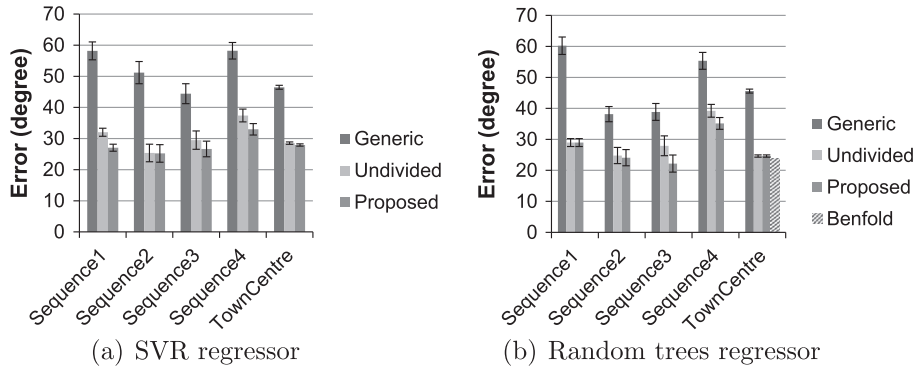 70
60
50
40
30
20
10
0
Error (degree)
Sequence1
Sequence2
Sequence3
Sequence4
TownCentre
Generic
Undivided
Proposed
(a) SVR regressor
70
60
50
40
30
20
10
0
Error (degree)
Sequence1
Sequence2
Sequence3
Sequence4
TownCentre
Generic
Undivided
Proposed
Benfold
(b) Random trees regressor